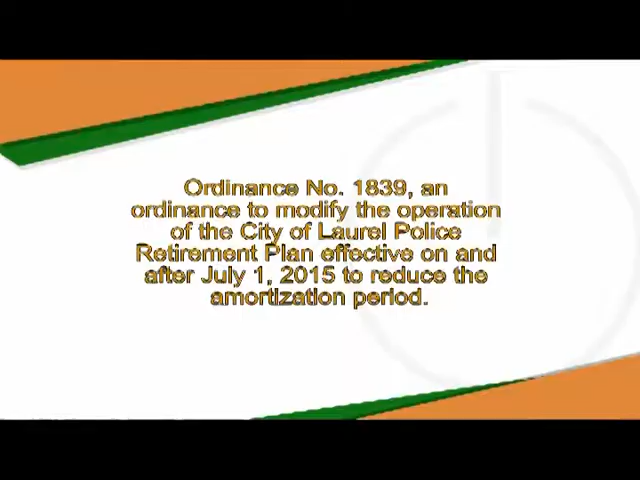 Ordinance No. 1839, an
ordinance to modify the operation
of the City of Laurel Police
Retirement Plan effective on and
after July 1, 2015 to reduce the
amortization period.